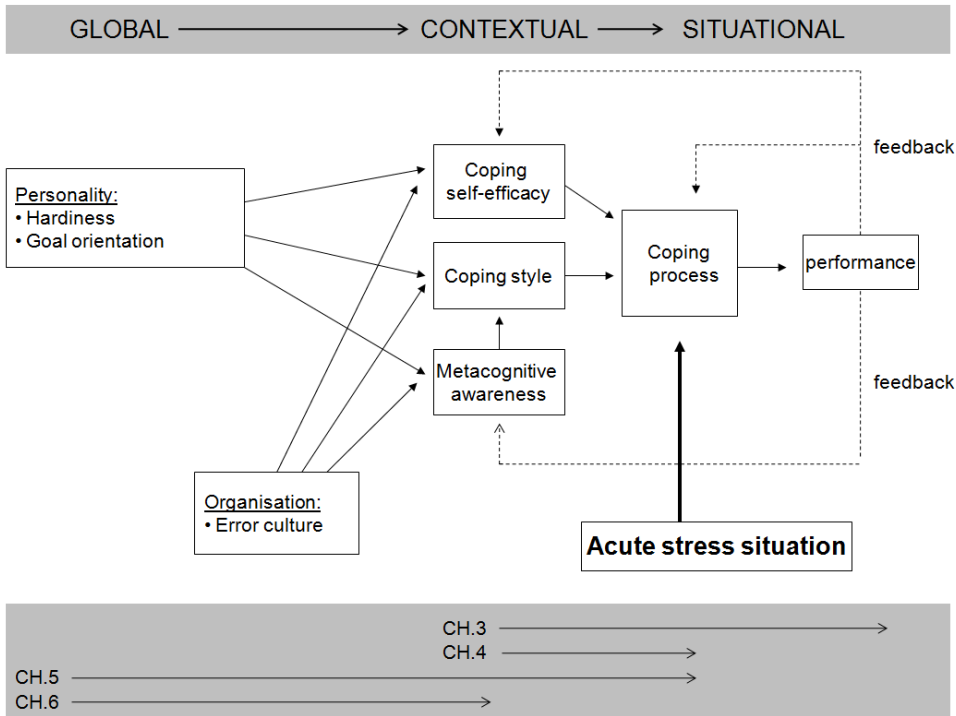 GLOBAL CONTEXTUAL SITUATIONAL
feedback
Coping
self-efficacy
Personality:
• Hardiness
• Goal orientation
Coping style
Coping
process
performance
Metacognitive
awareness
feedback
Organisation:
• Error culture
Acute stress situation
CH.3
CH.4
CH.5
CH.6